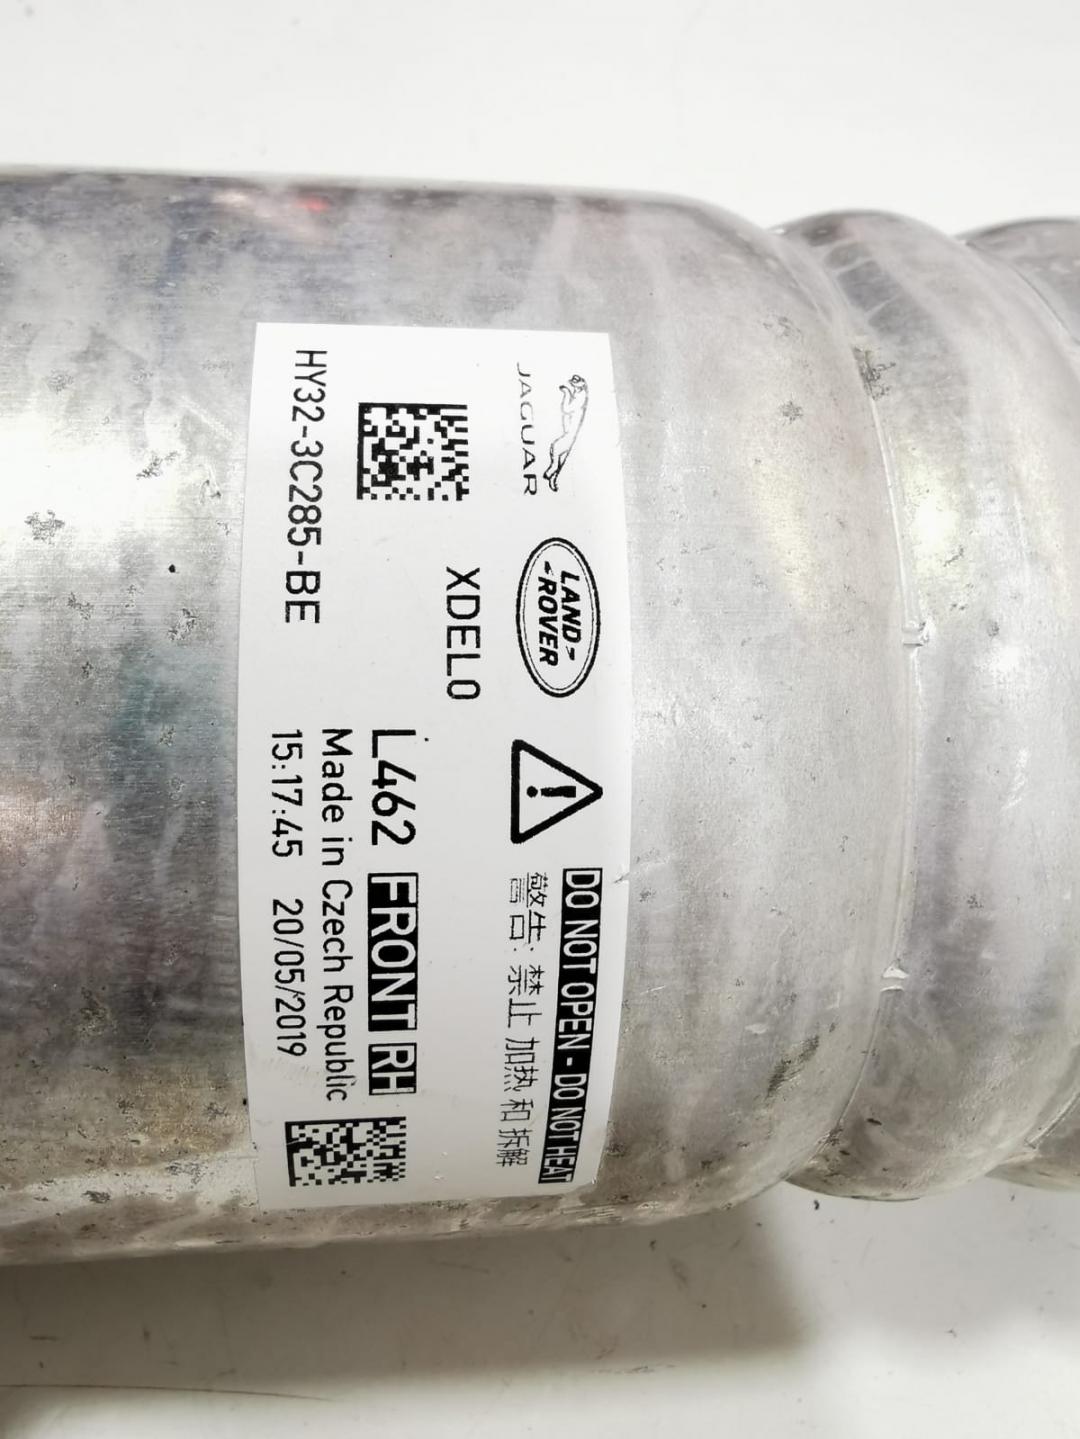 JAGUAR
LAND
ROVER
DO NOT OPEN - DO NOT HEAT
警告: 禁止 加热 和 拆解
XDEL0
L462 FRONT RH
Made in Czech Republic
HY32-3C285-BE
15:17:45 20/05/2019